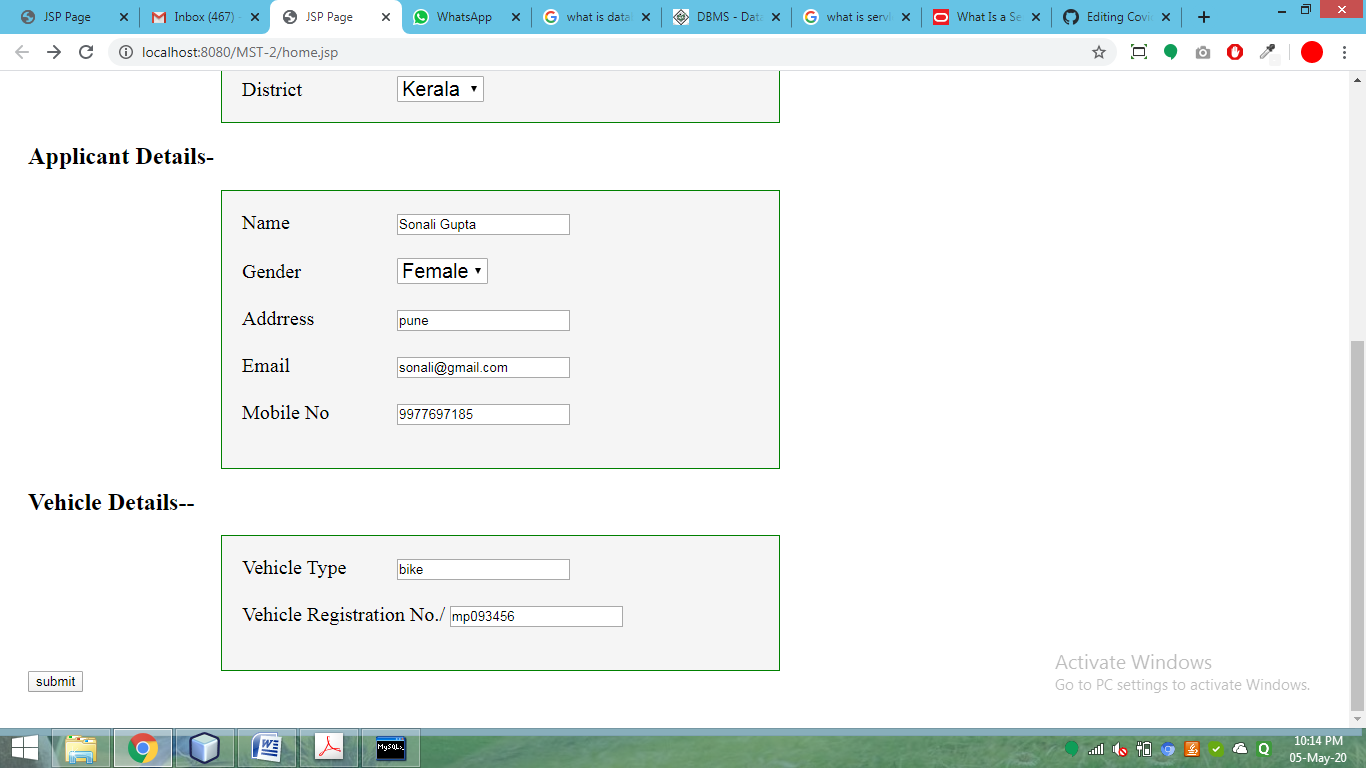 JSP Page
Inbox (467) -
JSP Page
WhatsApp
what is data
DBMS - Data
what is servl
What Is a Se
Editing Covi
localhost:8080/MST-2/home.jsp
District Kerala
Applicant Details-
Name Sonali Gupta
Gender Female
Addrress pune
Email sonali@gmail.com
Mobile No 9977697185
Vehicle Details--
Vehicle Type bike
Vehicle Registration No./ mp093456
submit
Activate Windows
Go to PC settings to activate Windows.
10:14 PM
05-May-20